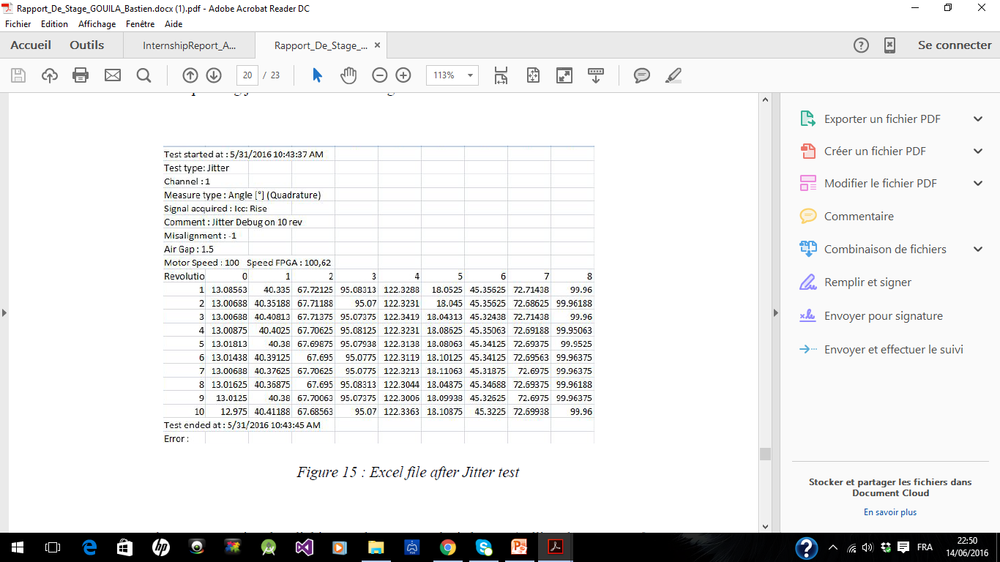 Rapport_De_Stage_GOUILA_Bastien.docx (1).pdf - Adobe Acrobat Reader DC
Fichier Edition Affichage Fenêtre Aide
Accueil Outils InternshipReport_A... Rapport_De_Stage_... × Se connecter
20 / 23 113%
Test started at : 5/31/2016 10:43:37 AM
Test type: Jitter
Channel : 1
Measure type : Angle [°] (Quadrature)
Signal acquired : Icc: Rise
Comment : Jitter Debug on 10 rev
Misalignment : -1
Air Gap : 1.5
Motor Speed : 100 Speed FPGA : 100,62
Revolutio 0 1 2 3 4 5 6 7 8
1 13.08563 40.335 67.72125 95.08313 122.3288 18.0525 45.35625 72.71438 99.96
2 13.00688 40.35188 67.71188 95.07 122.3231 18.045 45.35625 72.68625 99.96188
3 13.00688 40.40813 67.71375 95.07375 122.3419 18.04313 45.32438 72.71438 99.96
4 13.00875 40.4025 67.70625 95.08125 122.3231 18.08625 45.35063 72.69188 99.95063
5 13.01813 40.38 67.69875 95.07938 122.3138 18.08063 45.34125 72.69375 99.9525
6 13.01438 40.39125 67.695 95.0775 122.3119 18.10125 45.34125 72.69563 99.96375
7 13.00688 40.37625 67.70625 95.0775 122.3213 18.11063 45.31875 72.6975 99.96375
8 13.01625 40.36875 67.695 95.08313 122.3044 18.04875 45.34688 72.69375 99.96188
9 13.0125 40.38 67.70063 95.07375 122.3006 18.09938 45.32625 72.6975 99.96375
10 12.975 40.41188 67.68563 95.07 122.3363 18.10875 45.3225 72.69938 99.96
Test ended at : 5/31/2016 10:43:45 AM
Error :
Figure 15 : Excel file after Jitter test
Exporter un fichier PDF
Créer un fichier PDF
Modifier le fichier PDF
Commentaire
Combinaison de fichiers
Remplir et signer
Envoyer pour signature
Envoyer et effectuer le suivi
Stocker et partager les fichiers dans
Document Cloud
En savoir plus
FRA
22:50
14/06/2016